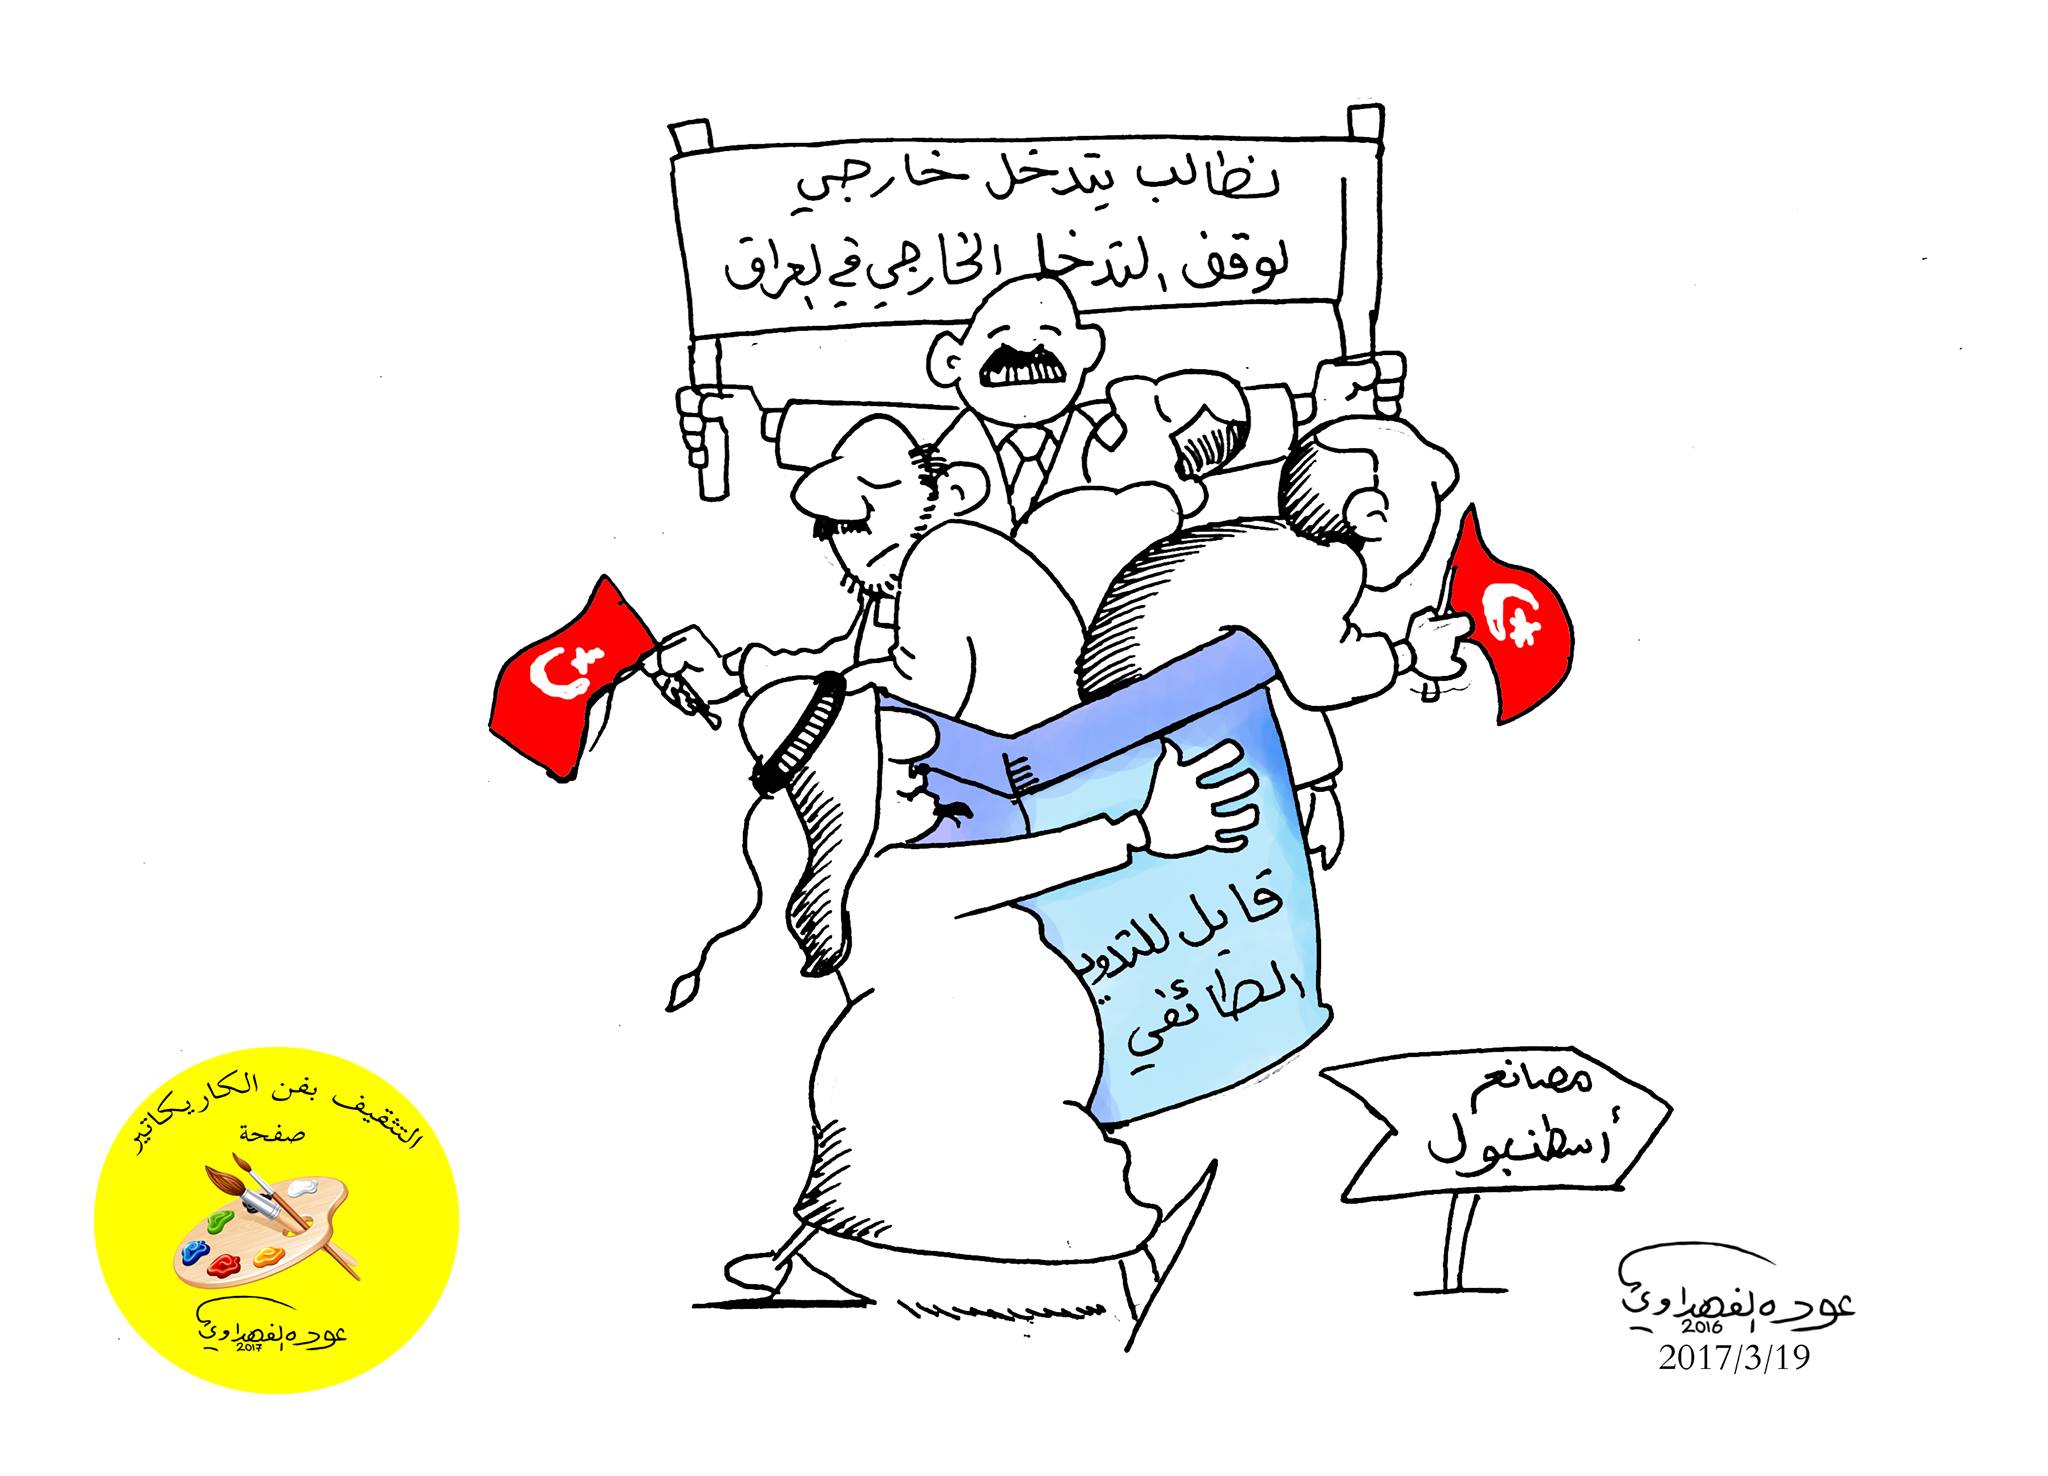 نطالب بتدخل خارجي
لوقف التدخل الخارجي في العراق
قابل للتدوير
الطائفي
مصانع
أسطنبول
التثقيف بفن الكاريكاتير
صفحة
عوده الفهداوي
2017
عوده الفهداوي
2016
2017/3/19